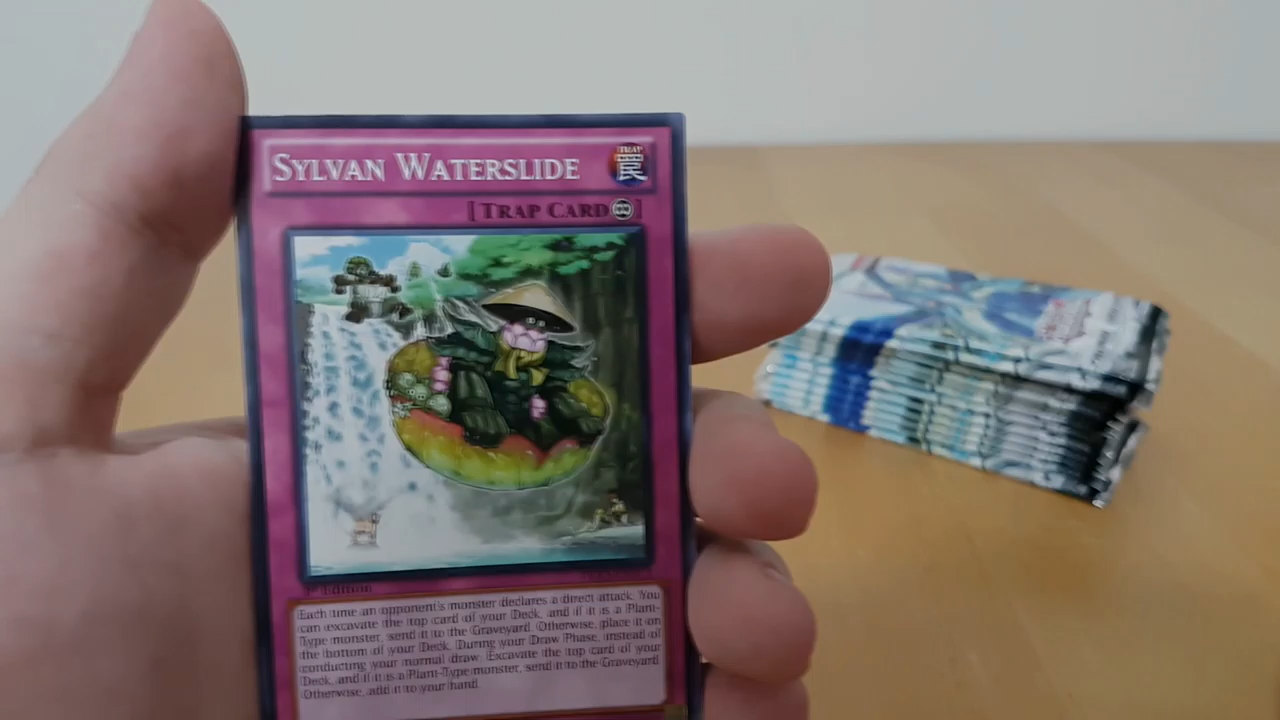 SYLVAN WATERSLIDE
TRAP
罠
[TRAP CARD]
1st Edition
Each time an opponent's monster declares a direct attack: You
can excavate the top card of your Deck, and if it is a Plant-
Type monster, send it to the Graveyard. Otherwise, place it on
the bottom of your Deck. During your Draw Phase, instead of
conducting your normal draw: Excavate the top card of your
Deck, and if it is a Plant-Type monster, send it to the Graveyard.
Otherwise, add it to your hand.